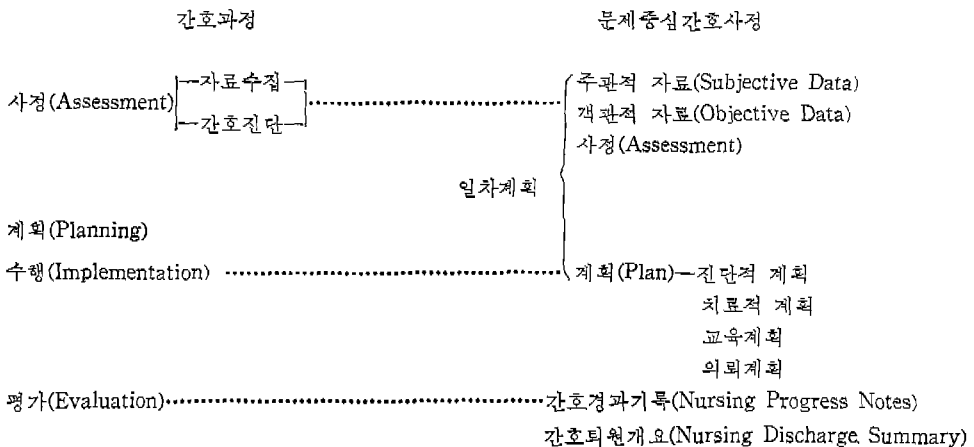 간호과정 문제중심간호사정
자료수집 주관적 자료(Subjective Data)
사정(Assessment) 객관적 자료(Objective Data)
간호진단 사정(Assessment)
일차계획
계획(Planning)
수행(Implementation) 계획(Plan)—진단적 계획
치료적 계획
교육계획
의뢰계획
평가(Evaluation) 간호경과기록(Nursing Progress Notes)
간호퇴원개요(Nursing Discharge Summary)